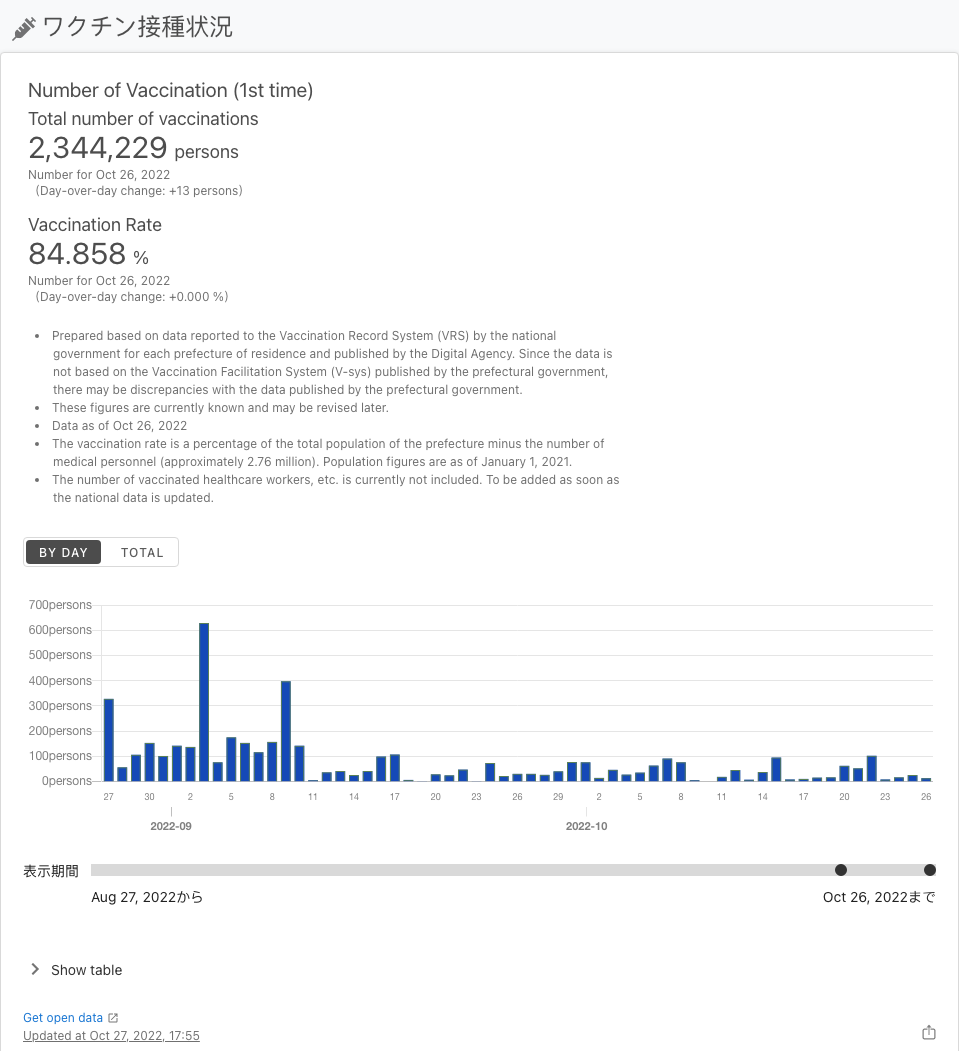 ワクチン接種状況
Number of Vaccination (1st time)
Total number of vaccinations
2,344,229 persons
Number for Oct 26, 2022
(Day-over-day change: +13 persons)
Vaccination Rate
84.858 %
Number for Oct 26, 2022
(Day-over-day change: +0.000 %)
• Prepared based on data reported to the Vaccination Record System (VRS) by the national
government for each prefecture of residence and published by the Digital Agency. Since the data is
not based on the Vaccination Facilitation System (V-sys) published by the prefectural government,
there may be discrepancies with the data published by the prefectural government.
• These figures are currently known and may be revised later.
• Data as of Oct 26, 2022
• The vaccination rate is a percentage of the total population of the prefecture minus the number of
medical personnel (approximately 2.76 million). Population figures are as of January 1, 2021.
• The number of vaccinated healthcare workers, etc. is currently not included. To be added as soon as
the national data is updated.
BY DAY TOTAL
700persons
600persons
500persons
400persons
300persons
200persons
100persons
0persons
27 30 2 5 8 11 14 17 20 23 26 29 2 5 8 11 14 17 20 23 26
2022-09 2022-10
表示期間
Aug 27, 2022から Oct 26, 2022まで
Show table
Get open data
Updated at Oct 27, 2022, 17:55